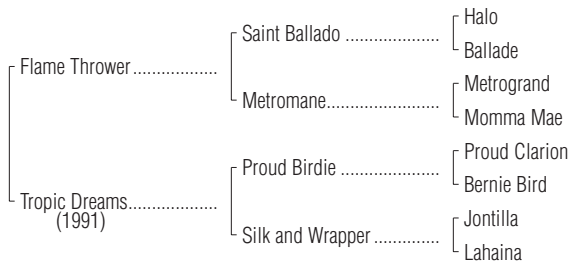 Halo
Saint Ballado ....................
Ballade
Flame Thrower..................
Metrogrand
Metromane........................
Momma Mae
Proud Clarion
Proud Birdie .....................
Bernie Bird
Tropic Dreams...................
(1991)
Jontilla
Silk and Wrapper..............
Lahaina